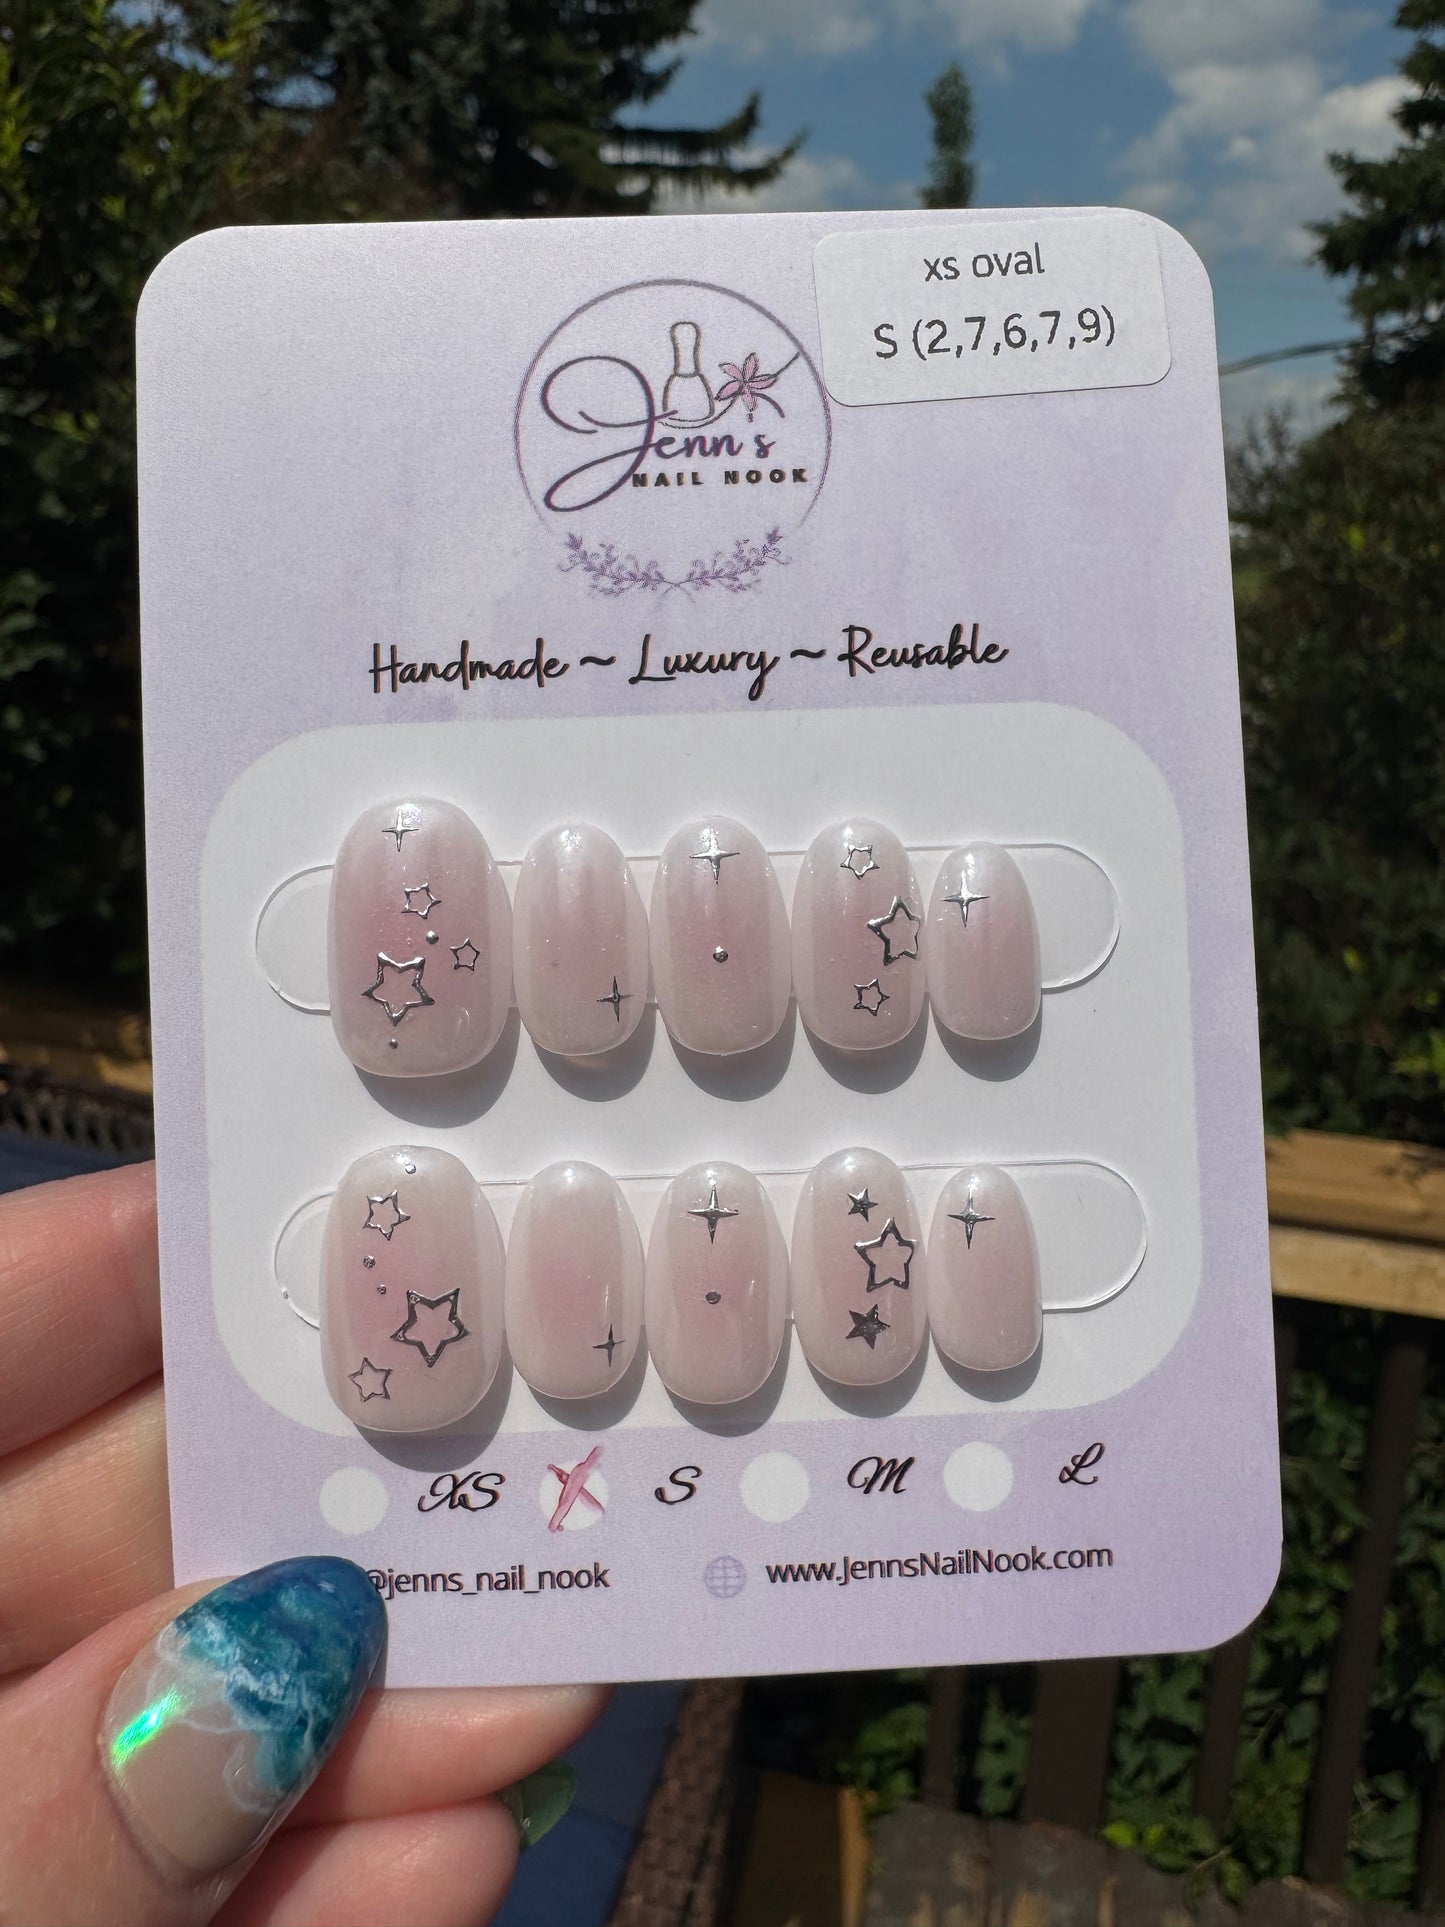 xs oval
S (2,7,6,7,9)
Jenn's
NAIL NOOK
Handmade ~ Luxury ~ Reusable
XS S M L
@jenns_nail_nook www.JennsNailNook.com